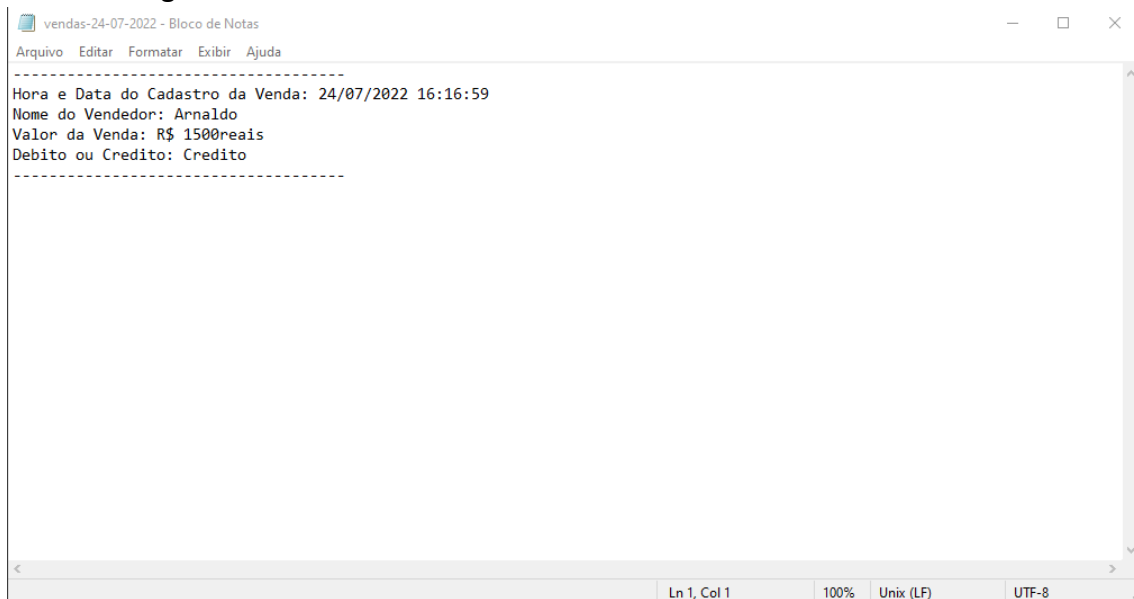 vendas-24-07-2022 - Bloco de Notas
Arquivo Editar Formatar Exibir Ajuda
-------------------------------------
Hora e Data do Cadastro da Venda: 24/07/2022 16:16:59
Nome do Vendedor: Arnaldo
Valor da Venda: R$ 1500reais
Debito ou Credito: Credito
-------------------------------------
Ln 1, Col 1 100% Unix (LF) UTF-8